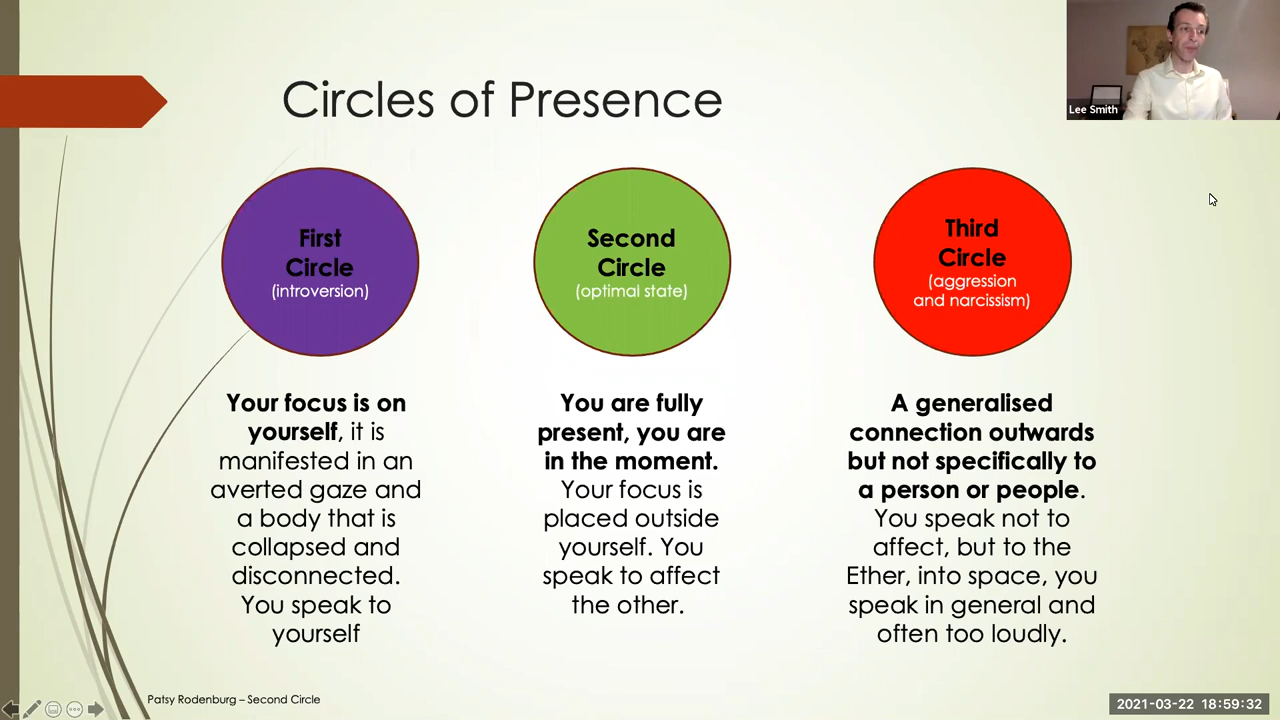 Circles of Presence
Lee Smith
First
Circle
(introversion)
Second
Circle
(optimal state)
Third
Circle
(aggression
and narcissism)
Your focus is on
yourself, it is
manifested in an
averted gaze and
a body that is
collapsed and
disconnected.
You speak to
yourself
You are fully
present, you are
in the moment.
Your focus is
placed outside
yourself. You
speak to affect
the other.
A generalised
connection outwards
but not specifically to
a person or people.
You speak not to
affect, but to the
Ether, into space, you
speak in general and
often too loudly.
Patsy Rodenburg – Second Circle
2021-03-22 18:59:32